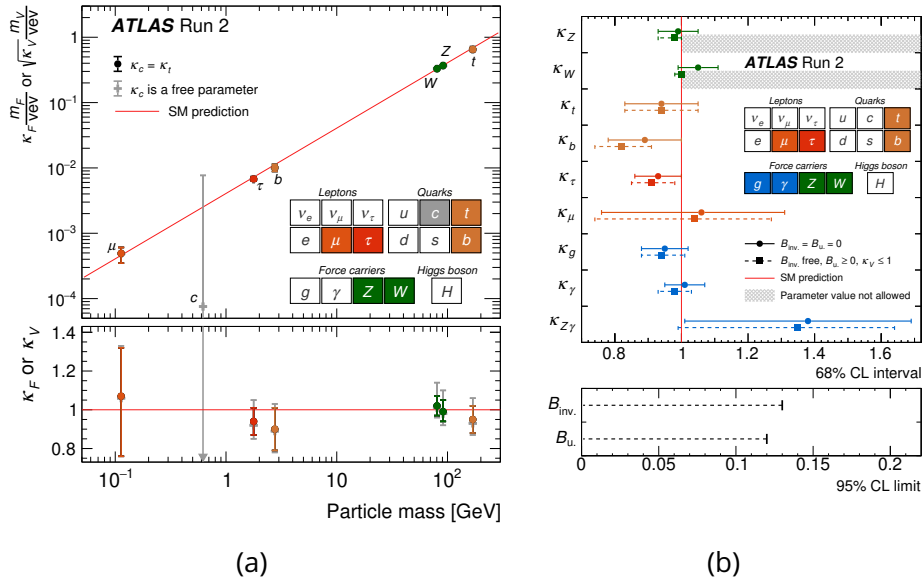 ATLAS Run 2
κ_F m_F/vev or √κ_V m_V/vev
κ_c = κ_t
κ_c is a free parameter
SM prediction
1
10⁻¹
10⁻²
10⁻³
10⁻⁴
μ
c
τ
b
W
Z
t
Leptons Quarks
ν_e ν_μ ν_τ u c t
e μ τ d s b
Force carriers Higgs boson
g γ Z W H
κ_F or κ_V
1.4
1.2
1.0
0.8
10⁻¹ 1 10 10²
Particle mass [GeV]
(a)
κ_Z
κ_W
κ_t
κ_b
κ_τ
κ_μ
κ_g
κ_γ
κ_Zγ
ATLAS Run 2
Leptons Quarks
ν_e ν_μ ν_τ u c t
e μ τ d s b
Force carriers Higgs boson
g γ Z W H
B_inv. = B_u. = 0
B_inv. free, B_u. ≥ 0, κ_V ≤ 1
SM prediction
Parameter value not allowed
0.8 1 1.2 1.4 1.6
68% CL interval
B_inv.
B_u.
0 0.05 0.1 0.15 0.2
95% CL limit
(b)